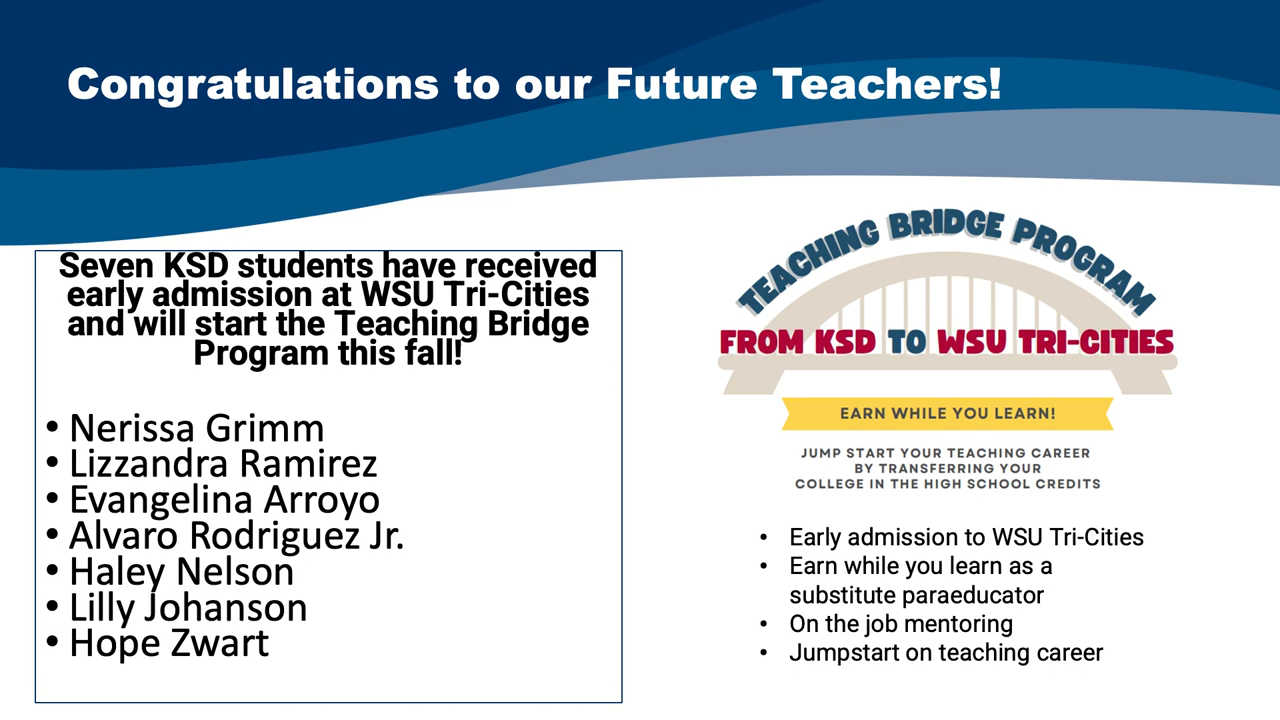 Congratulations to our Future Teachers!
Seven KSD students have received
early admission at WSU Tri-Cities
and will start the Teaching Bridge
Program this fall!
• Nerissa Grimm
• Lizzandra Ramirez
• Evangelina Arroyo
• Alvaro Rodriguez Jr.
• Haley Nelson
• Lilly Johanson
• Hope Zwart
TEACHING BRIDGE PROGRAM
FROM KSD TO WSU TRI-CITIES
EARN WHILE YOU LEARN!
JUMP START YOUR TEACHING CAREER
BY TRANSFERRING YOUR
COLLEGE IN THE HIGH SCHOOL CREDITS
• Early admission to WSU Tri-Cities
• Earn while you learn as a
substitute paraeducator
• On the job mentoring
• Jumpstart on teaching career